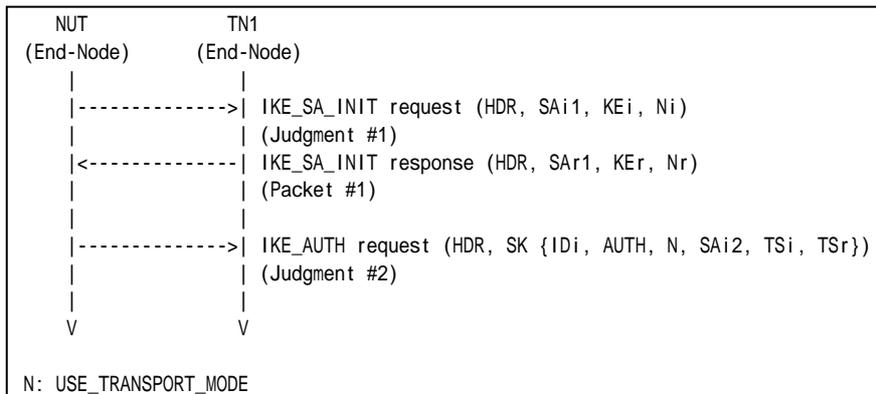 NUT TN1
(End-Node) (End-Node)
| |
|-------------->| IKE_SA_INIT request (HDR, SAi1, KEi, Ni)
| | (Judgment #1)
|<--------------| IKE_SA_INIT response (HDR, SAr1, KEr, Nr)
| | (Packet #1)
| |
|-------------->| IKE_AUTH request (HDR, SK {IDi, AUTH, N, SAi2, TSi, TSr})
| | (Judgment #2)
| |
V V
N: USE_TRANSPORT_MODE